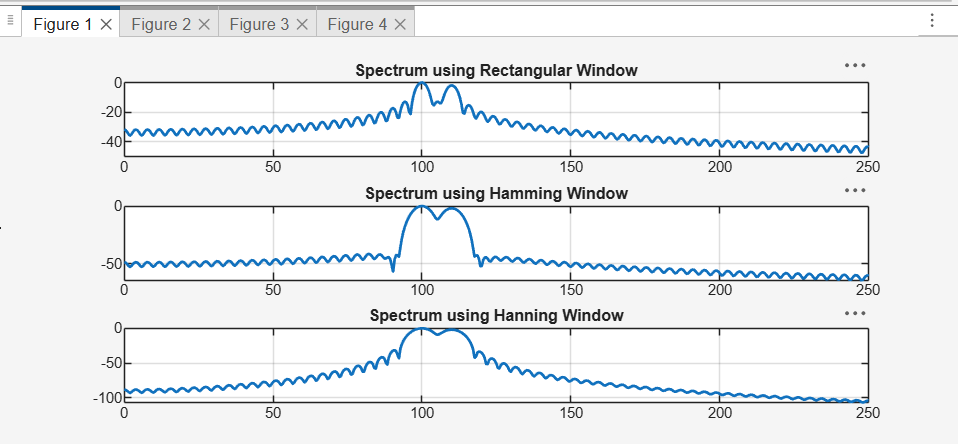 Figure 1 × Figure 2 × Figure 3 × Figure 4 ×
Spectrum using Rectangular Window
0
-20
-40
0 50 100 150 200 250
Spectrum using Hamming Window
0
-50
0 50 100 150 200 250
Spectrum using Hanning Window
0
-50
-100
0 50 100 150 200 250